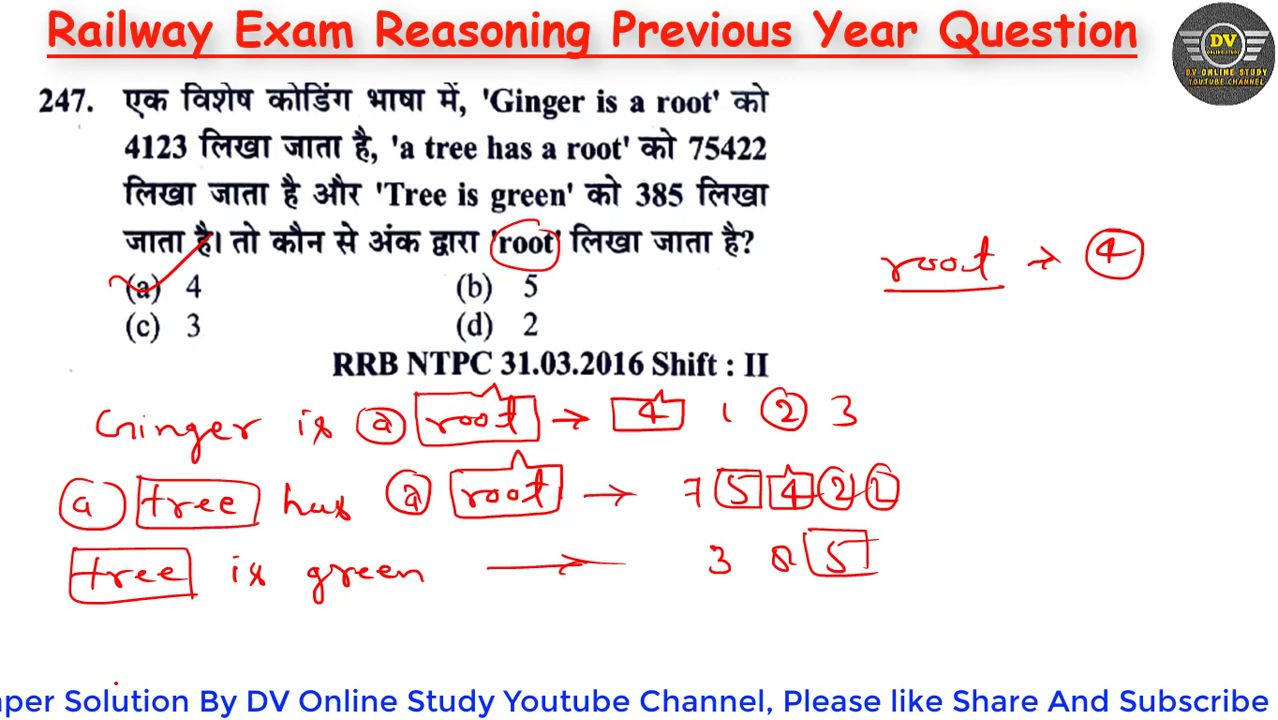 Railway Exam Reasoning Previous Year Question
DV
ONLINE STUDY
DV ONLINE STUDY
YOUTUBE CHANNEL
247. एक विशेष कोडिंग भाषा में, 'Ginger is a root' को
4123 लिखा जाता है, 'a tree has a root' को 75422
लिखा जाता है और 'Tree is green' को 385 लिखा
जाता है। तो कौन से अंक द्वारा 'root' लिखा जाता है?
root → 4
(a) 4 (b) 5
(c) 3 (d) 2
RRB NTPC 31.03.2016 Shift : II
Ginger is a root → 4 1 2 3
a tree has a root → 7 5 4 2 2
tree is green → 3 8 5
aper Solution By DV Online Study Youtube Channel, Please like Share And Subscribe